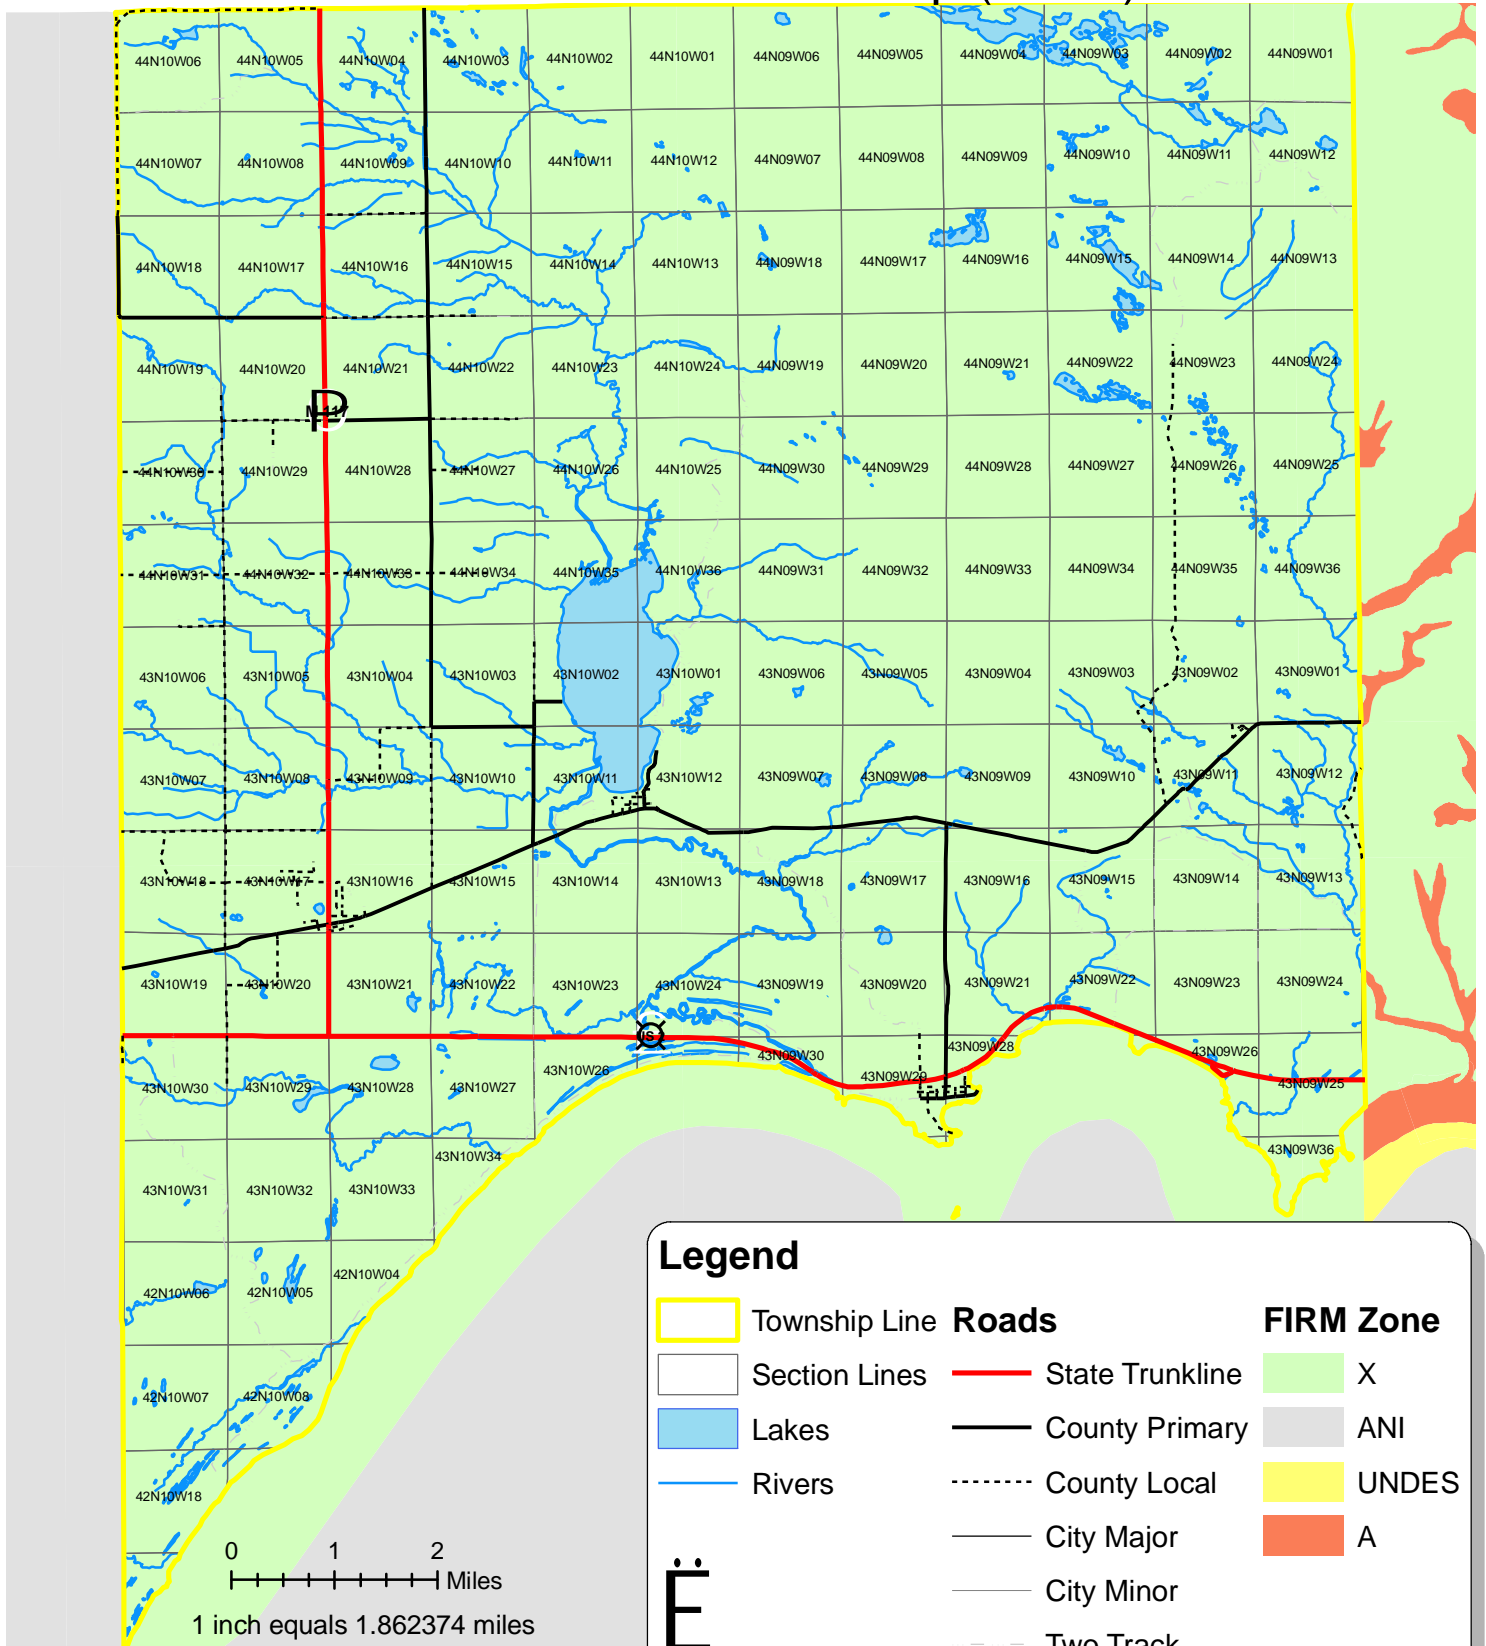 44N10W06 44N10W05 44N10W04 44N10W03 44N10W02 44N10W01 44N09W06 44N09W05 44N09W04 44N09W03 44N09W02 44N09W01
44N10W07 44N10W08 44N10W09 44N10W10 44N10W11 44N10W12 44N09W07 44N09W08 44N09W09 44N09W10 44N09W11 44N09W12
44N10W18 44N10W17 44N10W16 44N10W15 44N10W14 44N10W13 44N09W18 44N09W17 44N09W16 44N09W15 44N09W14 44N09W13
44N10W19 44N10W20 44N10W21 44N10W22 44N10W23 44N10W24 44N09W19 44N09W20 44N09W21 44N09W22 44N09W23 44N09W24
44N10W30 44N10W29 44N10W28 44N10W27 44N10W26 44N10W25 44N09W30 44N09W29 44N09W28 44N09W27 44N09W26 44N09W25
44N10W31 44N10W32 44N10W33 44N10W34 44N10W35 44N10W36 44N09W31 44N09W32 44N09W33 44N09W34 44N09W35 44N09W36
43N10W06 43N10W05 43N10W04 43N10W03 43N10W02 43N10W01 43N09W06 43N09W05 43N09W04 43N09W03 43N09W02 43N09W01
43N10W07 43N10W08 43N10W09 43N10W10 43N10W11 43N10W12 43N09W07 43N09W08 43N09W09 43N09W10 43N09W11 43N09W12
43N10W18 43N10W17 43N10W16 43N10W15 43N10W14 43N10W13 43N09W18 43N09W17 43N09W16 43N09W15 43N09W14 43N09W13
43N10W19 43N10W20 43N10W21 43N10W22 43N10W23 43N10W24 43N09W19 43N09W20 43N09W21 43N09W22 43N09W23 43N09W24
43N10W30 43N10W29 43N10W28 43N10W27 43N10W26 43N09W30 43N09W29 43N09W28 43N09W26 43N09W25
43N10W31 43N10W32 43N10W33 43N10W34 43N09W36
42N10W06 42N10W05 42N10W04
42N10W07 42N10W08
42N10W18
0 1 2
Miles
1 inch equals 1.862374 miles
Legend
Township Line
Section Lines
Lakes
Rivers
Roads
State Trunkline
County Primary
County Local
City Major
City Minor
Two Track
FIRM Zone
X
ANI
UNDES
A